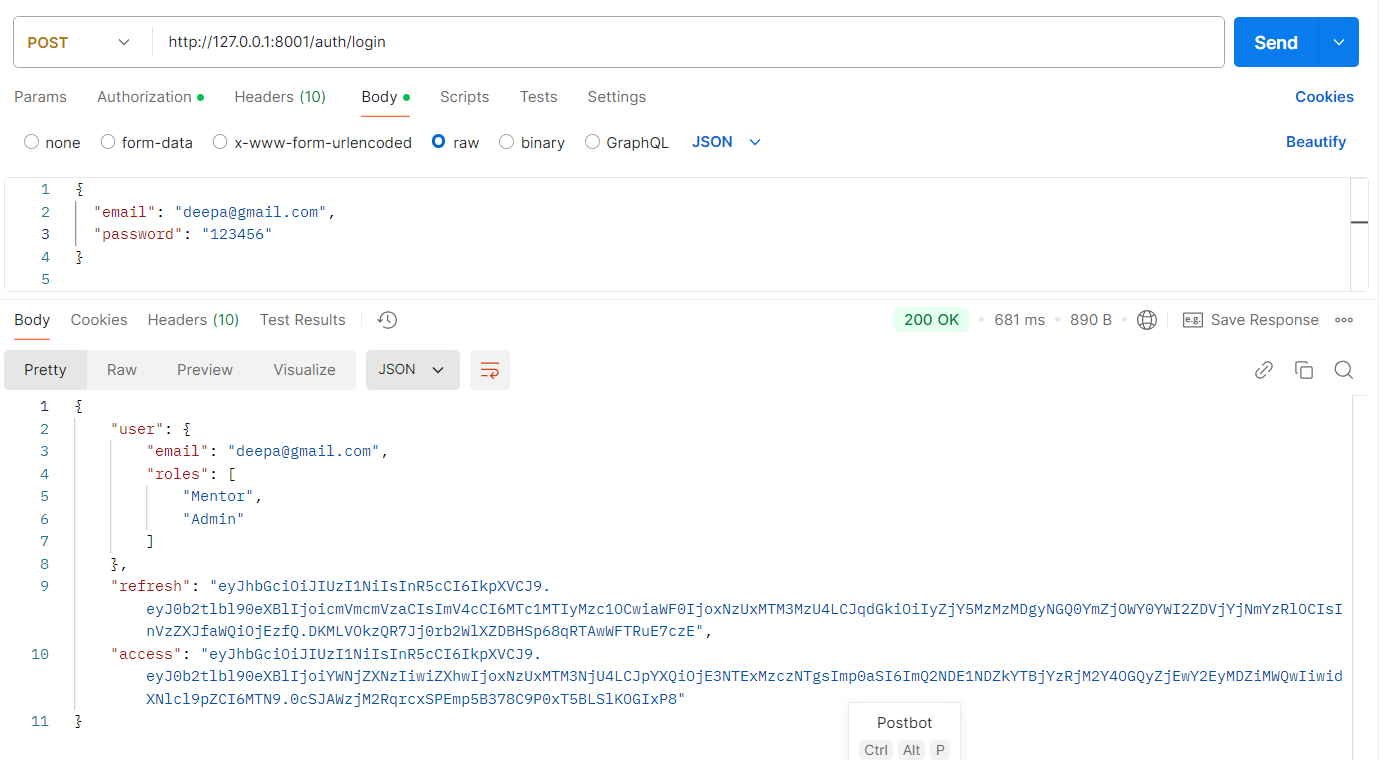 POST http://127.0.0.1:8001/auth/login Send
Params Authorization Headers (10) Body Scripts Tests Settings Cookies
none form-data x-www-form-urlencoded raw binary GraphQL JSON Beautify
1 {
2 "email": "deepa@gmail.com",
3 "password": "123456"
4 }
5
Body Cookies Headers (10) Test Results 200 OK 681 ms 890 B e.g. Save Response
Pretty Raw Preview Visualize JSON
1 {
2 "user": {
3 "email": "deepa@gmail.com",
4 "roles": [
5 "Mentor",
6 "Admin"
7 ]
8 },
9 "refresh": "eyJhbGciOiJIUzI1NiIsInR5cCI6IkpXVCJ9.
eyJ0b2tlbl90eXBlIjoicmVmcmVzaCIsImV4cCI6MTc1MTIyMzc1OCwiaWF0IjoxNzUxMTM3MzU4LCJqdGkiOiIyZjY5MzMzMDgyNGQ0YmZjOWY0YWI2ZDVjYjNmYzRlOCIsI
nVzZXJfaWQiOjEzfQ.DKMLVOkzQR7Jj0rb2WlXZDBHSp68qRTAwWFTRuE7czE",
10 "access": "eyJhbGciOiJIUzI1NiIsInR5cCI6IkpXVCJ9.
eyJ0b2tlbl90eXBlIjoiYWNjZXNzIiwiZXhwIjoxNzUxMTM3NjU4LCJpYXQiOjE3NTExMzczNTgsImp0aSI6ImQ2NDE1NDZkYTBjYzRjM2Y4OGQyZjEwY2EyMDZiMWQwIiwid
XNlcl9pZCI6MTN9.0cSJAWzjM2RqrcxSPEmp5B378C9P0xT5BLSlKOGIxP8"
11 }
Postbot
Ctrl Alt P